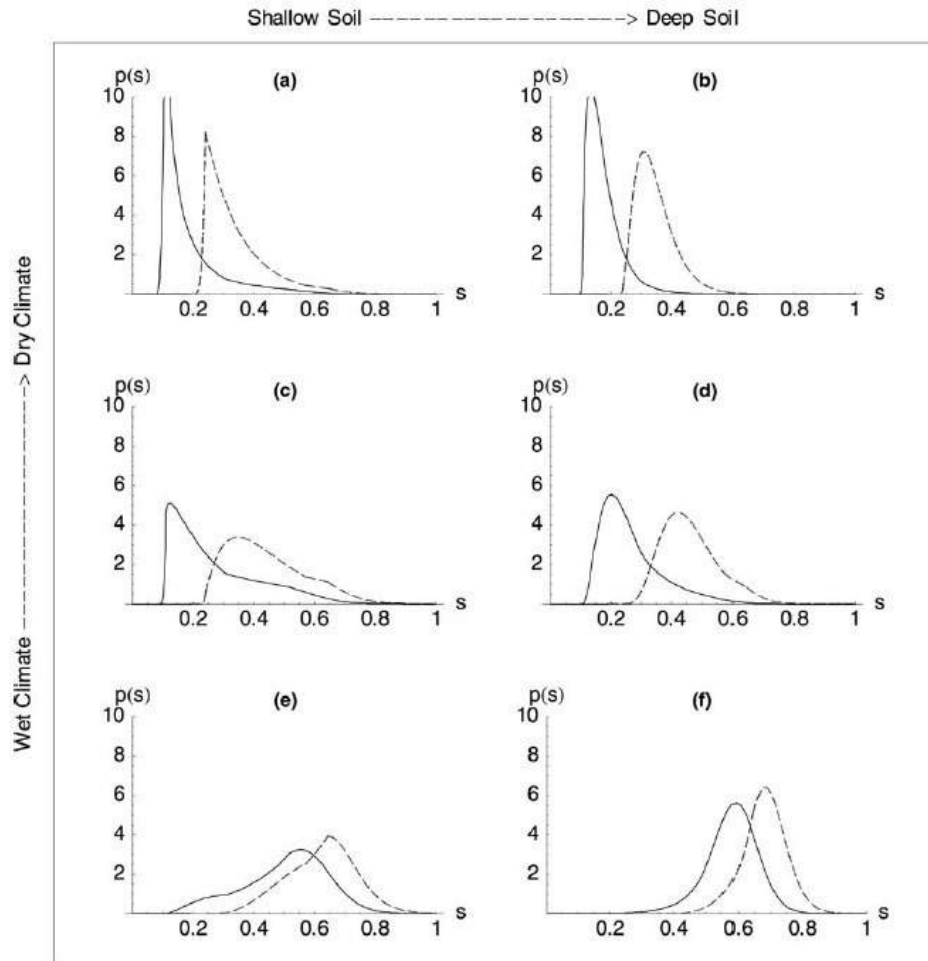 Shallow Soil ---------------------> Deep Soil
Wet Climate ---------------------> Dry Climate
p(s) (a)
10
8
6
4
2
0.2 0.4 0.6 0.8 1 s
p(s) (b)
10
8
6
4
2
0.2 0.4 0.6 0.8 1 s
p(s) (c)
10
8
6
4
2
0.2 0.4 0.6 0.8 1 s
p(s) (d)
10
8
6
4
2
0.2 0.4 0.6 0.8 1 s
p(s) (e)
10
8
6
4
2
0.2 0.4 0.6 0.8 1 s
p(s) (f)
10
8
6
4
2
0.2 0.4 0.6 0.8 1 s